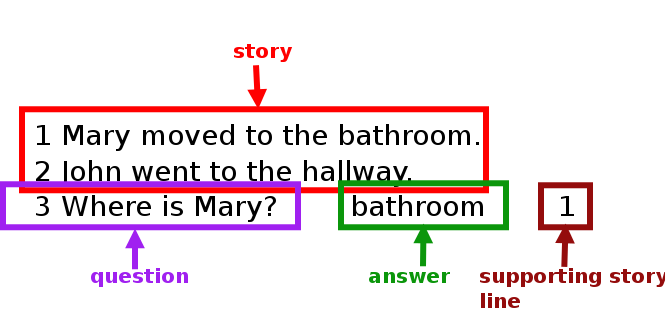 story
1 Mary moved to the bathroom.
2 John went to the hallway.
3 Where is Mary? bathroom 1
question answer supporting story
line